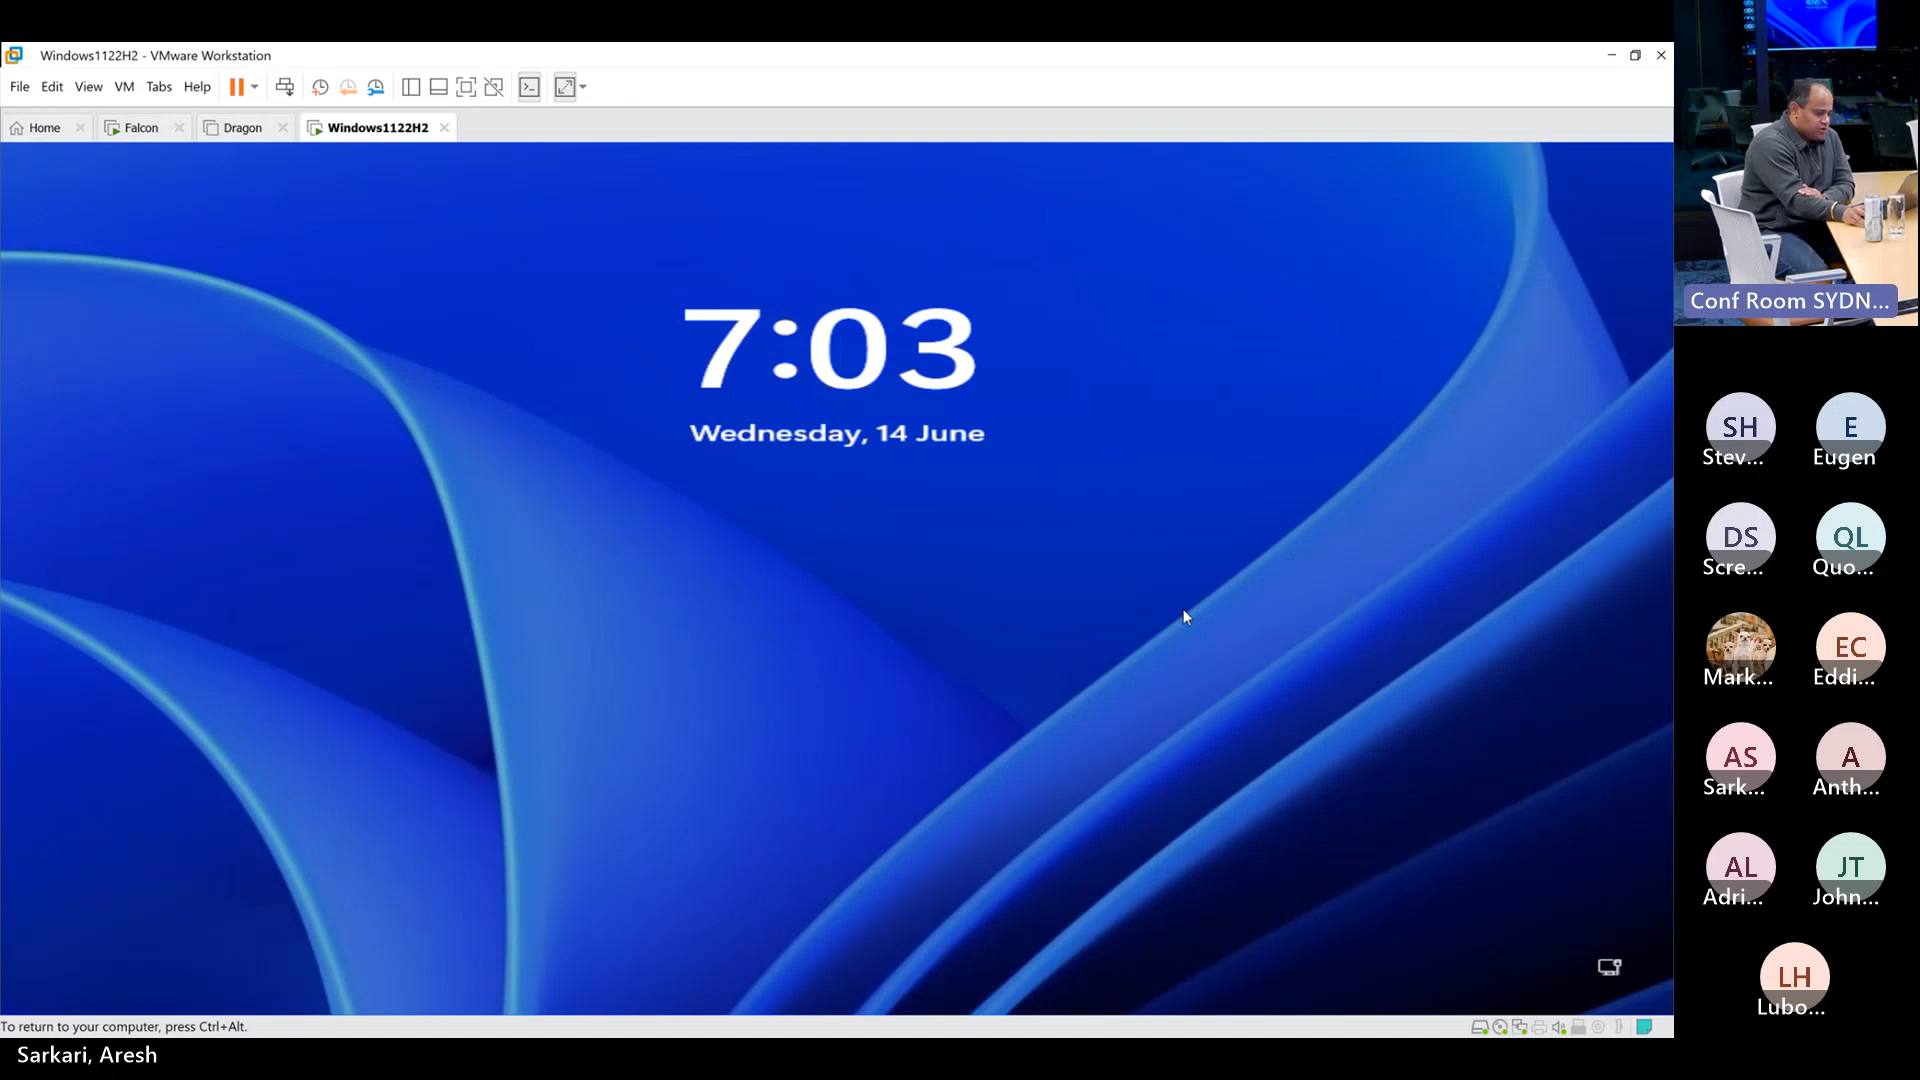 Windows1122H2 - VMware Workstation
File Edit View VM Tabs Help
Home Falcon Dragon Windows1122H2
7:03
Wednesday, 14 June
Conf Room SYDN...
SH E
Stev... Eugen
DS QL
Scre... Quo...
Mark... EC
Eddi...
AS A
Sark... Anth...
AL JT
Adri... John...
LH
Lubo...
To return to your computer, press Ctrl+Alt.
Sarkari, Aresh